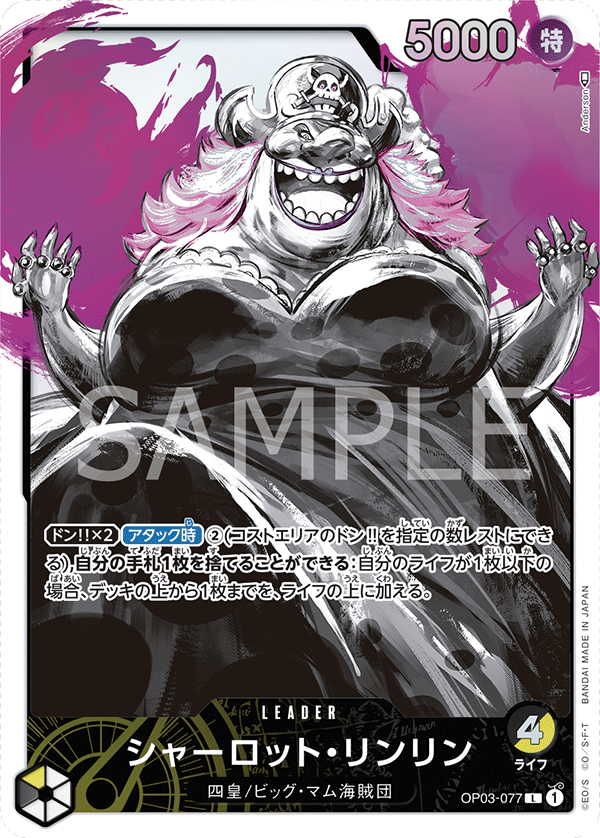 5000 特
Anderson
SAMPLE
ドン!!×2 アタック時 ②(コストエリアのドン!!を指定の数レストにでき
る),自分の手札1枚を捨てることができる:自分のライフが1枚以下の
場合、デッキの上から1枚までを、ライフの上に加える。
LEADER
シャーロット・リンリン
4
ライフ
四皇/ビッグ・マム海賊団
OP03-077 L 1
©E.O/S ©O/S・F・T BANDAI MADE IN JAPAN